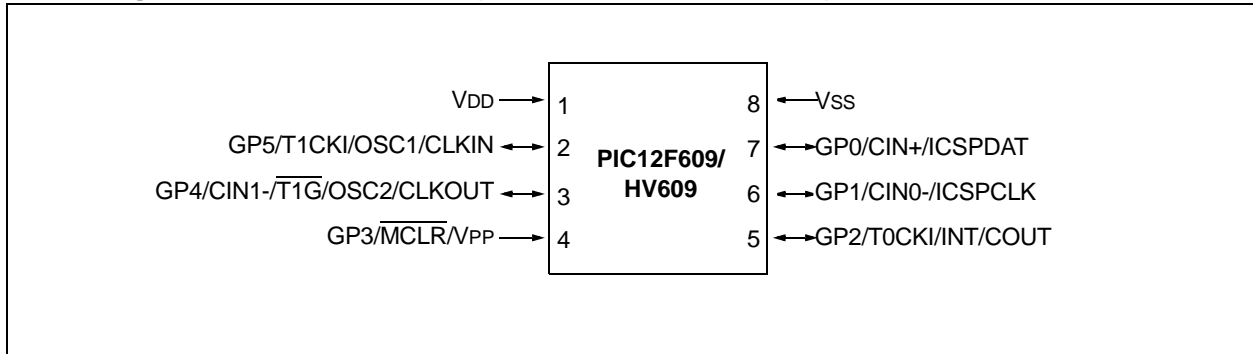 VDD 1 8 VSS
GP5/T1CKI/OSC1/CLKIN 2 PIC12F609/ 7 GP0/CIN+/ICSPDAT
GP4/CIN1-/T1G/OSC2/CLKOUT 3 HV609 6 GP1/CIN0-/ICSPCLK
GP3/MCLR/VPP 4 5 GP2/T0CKI/INT/COUT